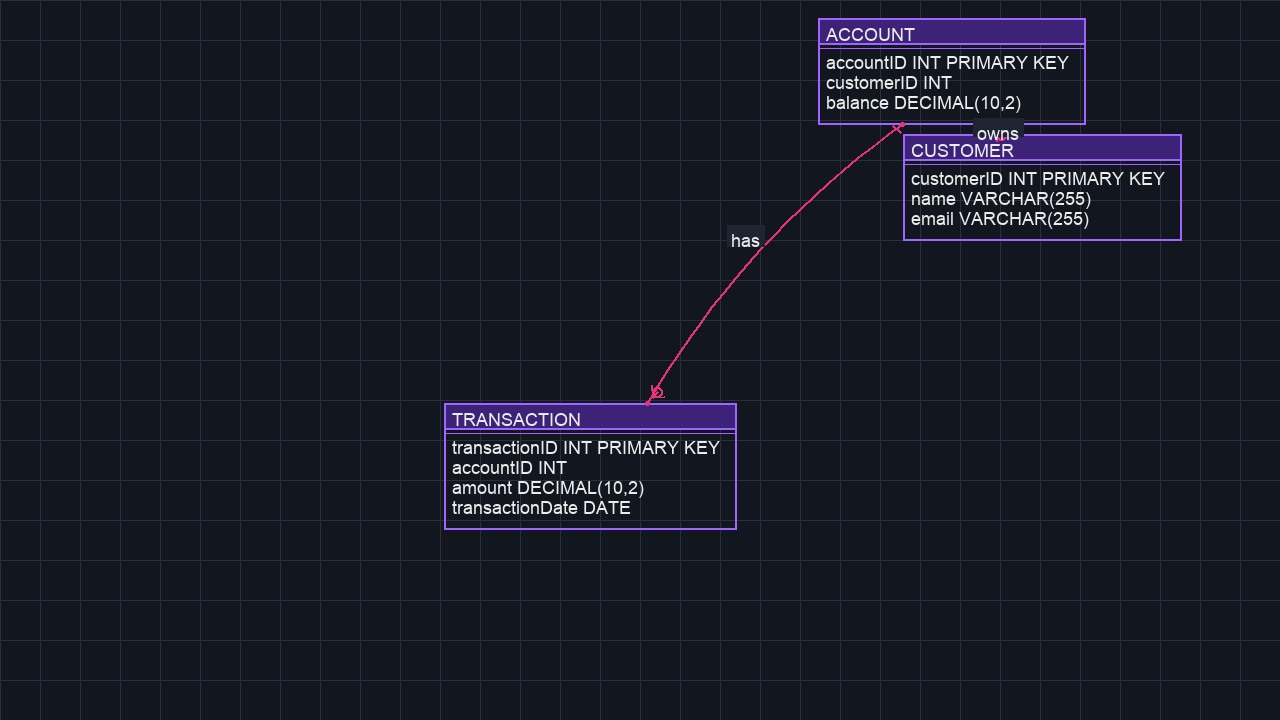 ACCOUNT
accountID INT PRIMARY KEY
customerID INT
balance DECIMAL(10,2)
owns
CUSTOMER
customerID INT PRIMARY KEY
name VARCHAR(255)
email VARCHAR(255)
has
TRANSACTION
transactionID INT PRIMARY KEY
accountID INT
amount DECIMAL(10,2)
transactionDate DATE